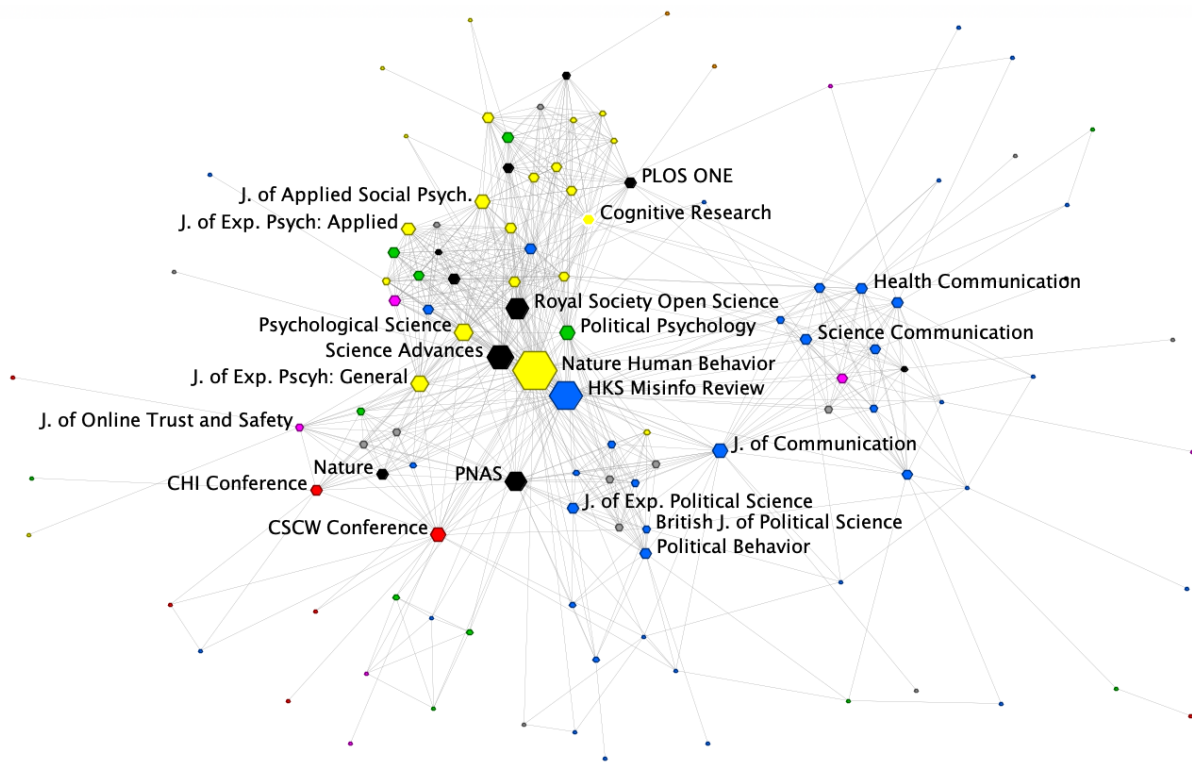 PLOS ONE
J. of Applied Social Psych.
Cognitive Research
J. of Exp. Psych: Applied
Health Communication
Royal Society Open Science
Psychological Science
Political Psychology
Science Communication
Science Advances
Nature Human Behavior
J. of Exp. Pscyh: General
HKS Misinfo Review
J. of Online Trust and Safety
J. of Communication
Nature
PNAS
CHI Conference
J. of Exp. Political Science
CSCW Conference
British J. of Political Science
Political Behavior